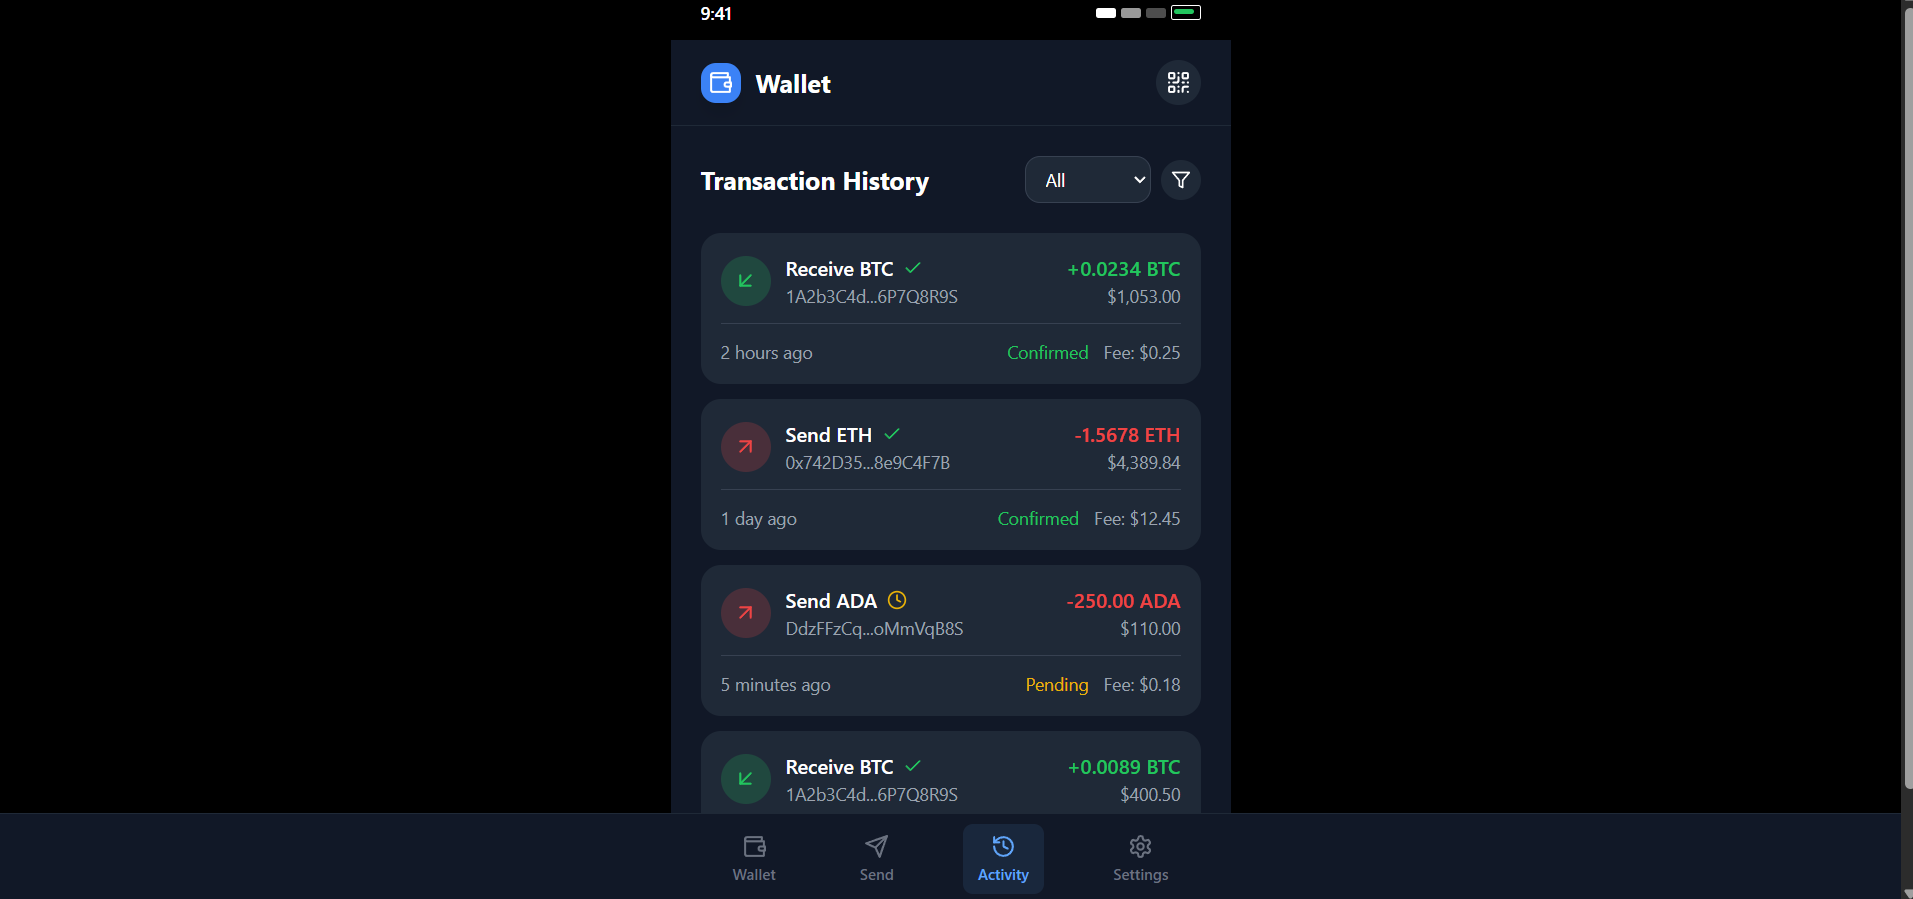 9:41
Wallet
Transaction History
All
Receive BTC
+0.0234 BTC
1A2b3C4d...6P7Q8R9S
$1,053.00
2 hours ago
Confirmed
Fee: $0.25
Send ETH
-1.5678 ETH
0x742D35...8e9C4F7B
$4,389.84
1 day ago
Confirmed
Fee: $12.45
Send ADA
-250.00 ADA
DdzFFzCq...oMmVqB8S
$110.00
5 minutes ago
Pending
Fee: $0.18
Receive BTC
+0.0089 BTC
1A2b3C4d...6P7Q8R9S
$400.50
Wallet
Send
Activity
Settings